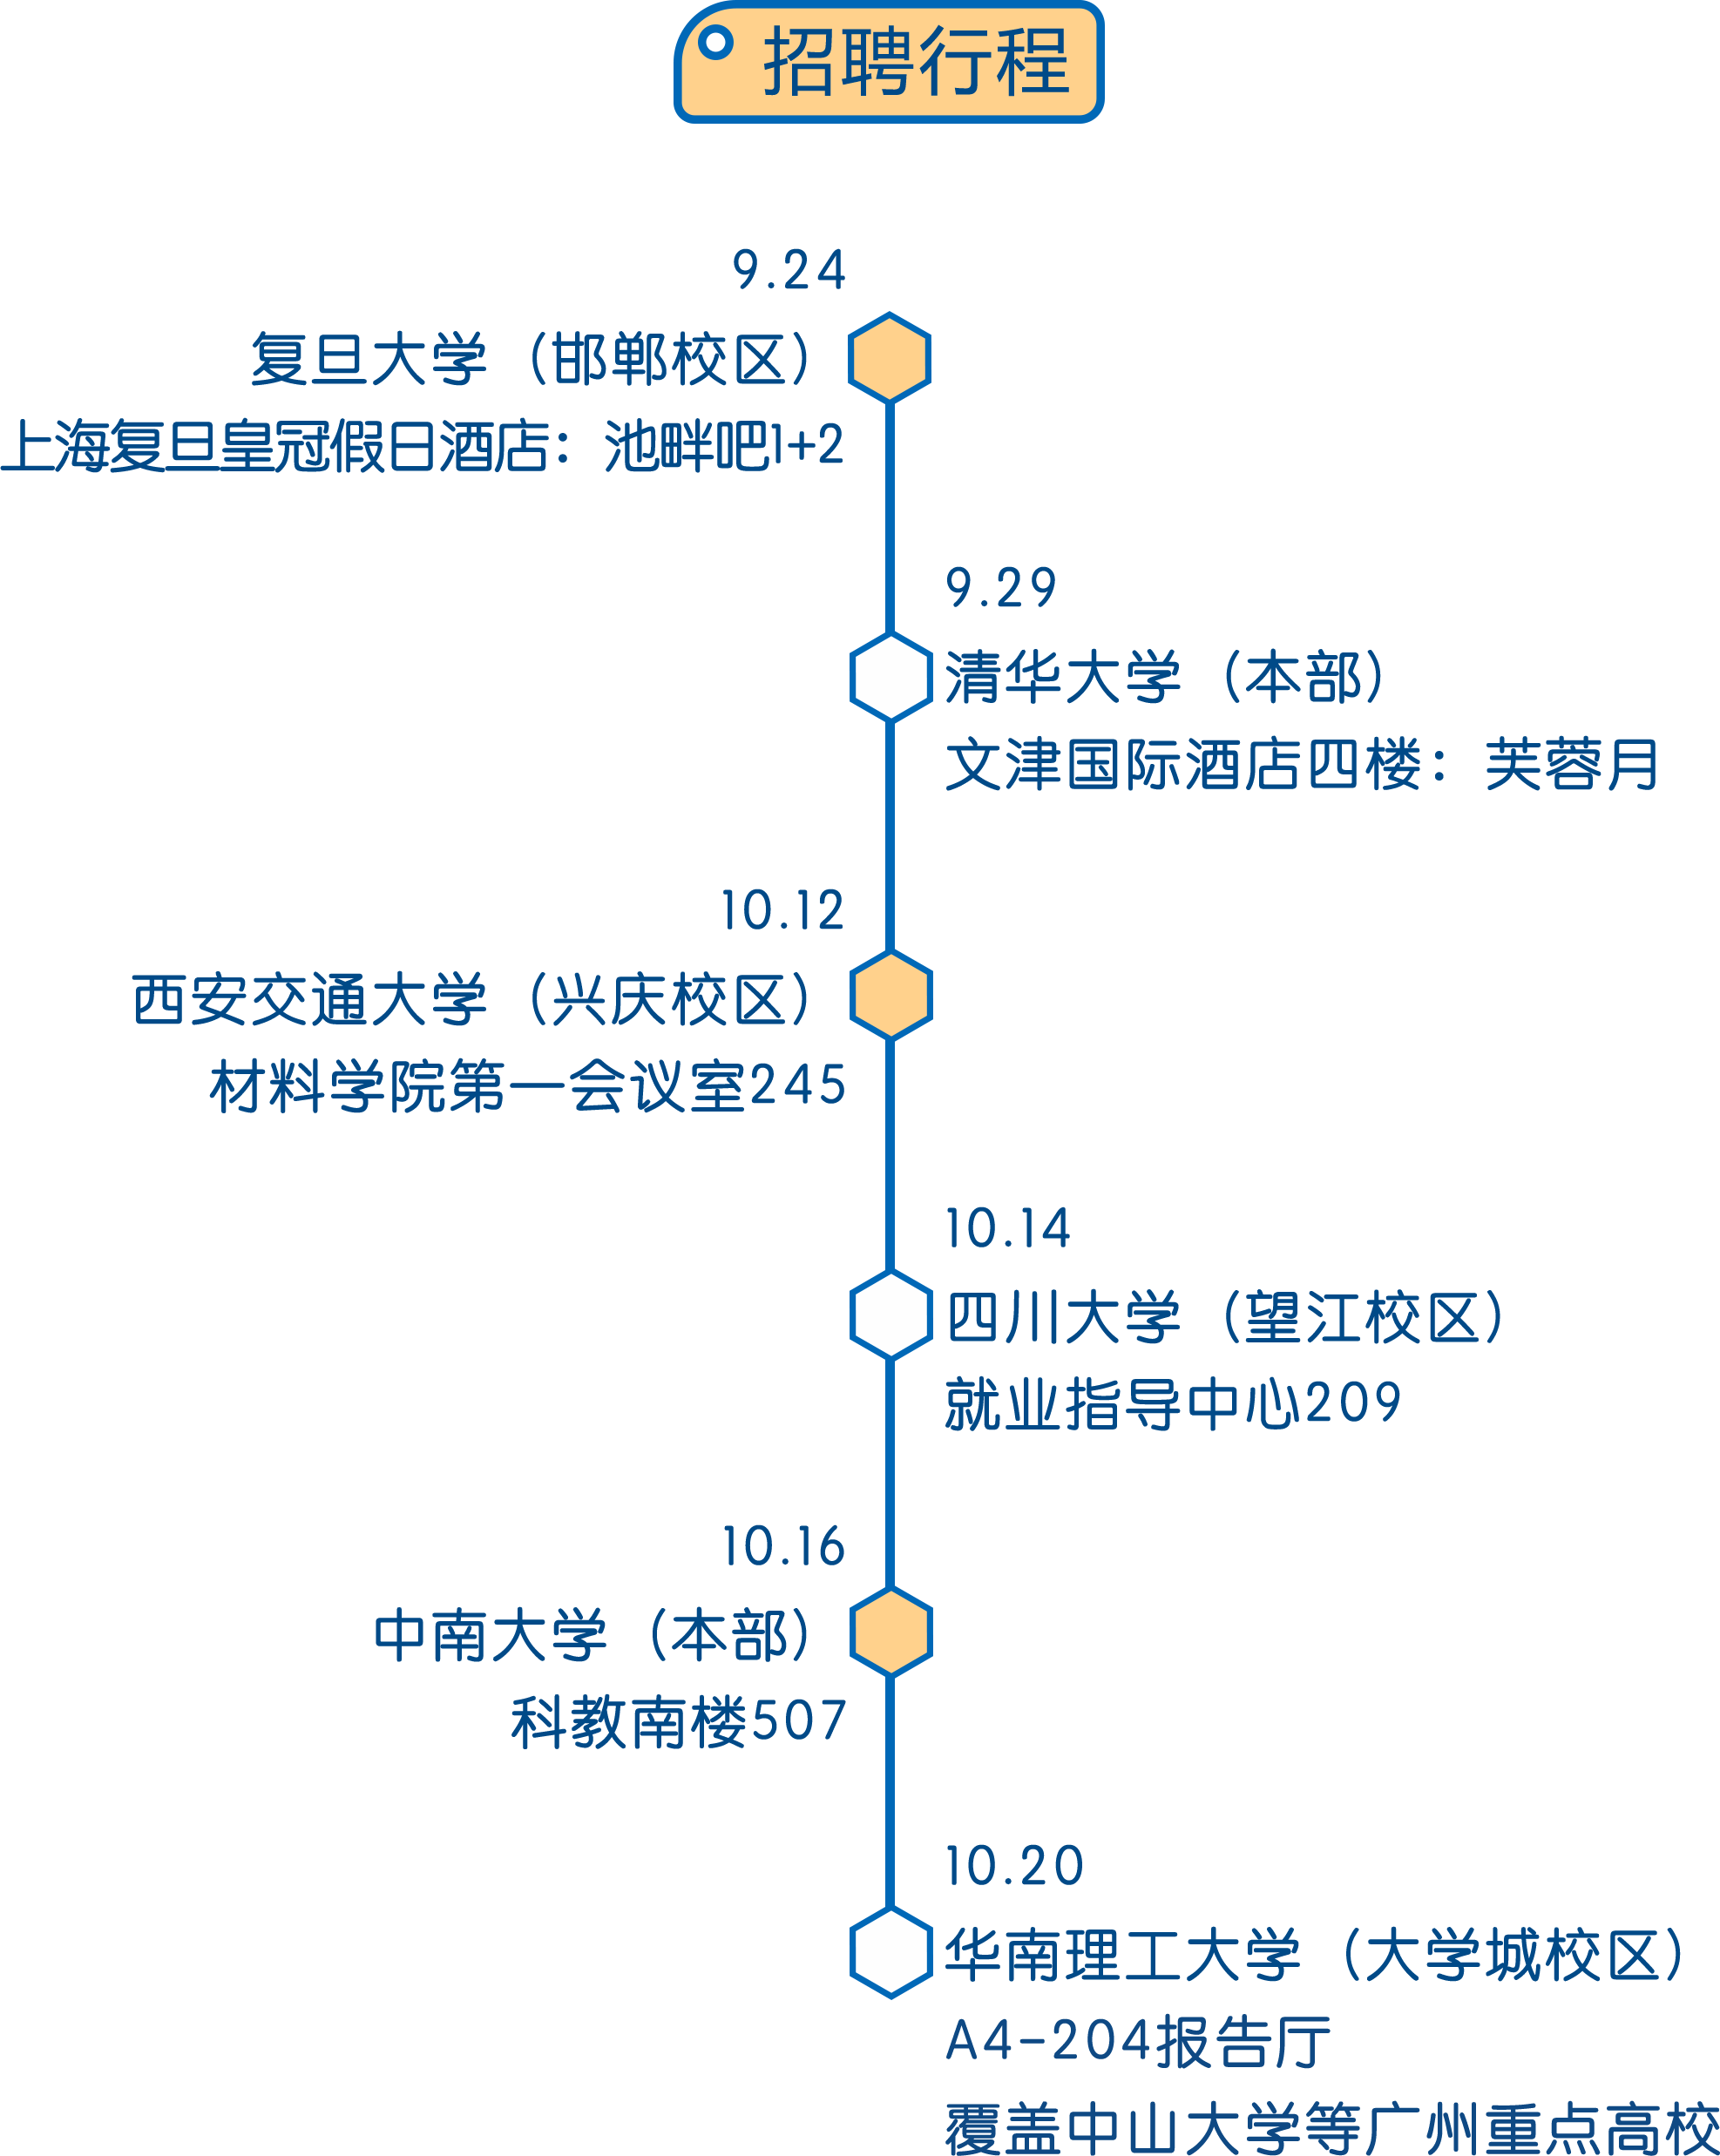 招聘行程
9.24
复旦大学（邯郸校区）
上海复旦皇冠假日酒店：湖畔吧1+2
9.29
清华大学（本部）
文津国际酒店四楼：芙蓉月
10.12
西安交通大学（兴庆校区）
材料学院第一会议室245
10.14
四川大学（望江校区）
就业指导中心209
10.16
中南大学（本部）
科教南楼507
10.20
华南理工大学（大学城校区）
A4-204报告厅
覆盖中山大学等广州重点高校